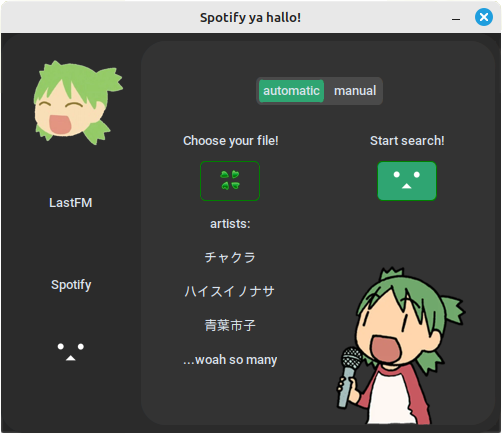 Spotify ya hallo!
automatic manual
Choose your file!
Start search!
LastFM
artists:
チャクラ
ハイスイノナサ
Spotify
青葉市子
...woah so many